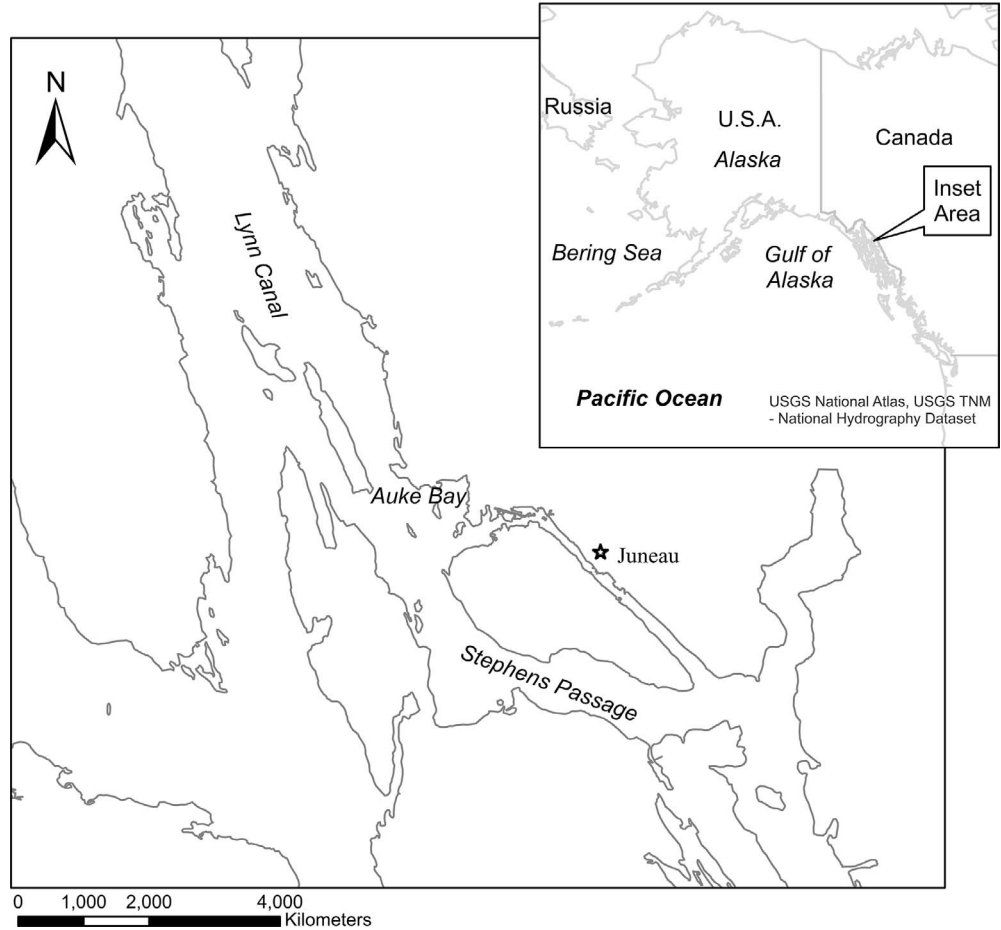 N
Lynn Canal
Auke Bay
Juneau
Stephens Passage
Russia
U.S.A.
Alaska
Canada
Inset
Area
Bering Sea
Gulf of
Alaska
Pacific Ocean
USGS National Atlas, USGS TNM
- National Hydrography Dataset
0 1,000 2,000 4,000
Kilometers